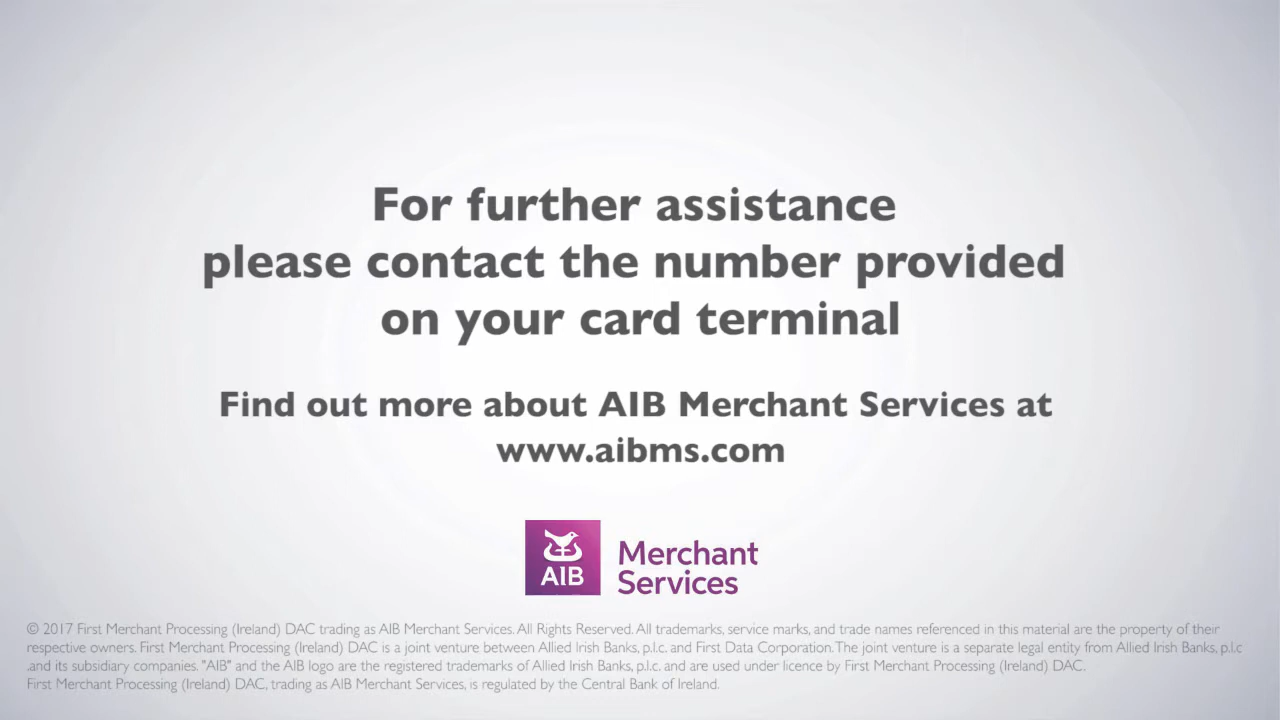 For further assistance
please contact the number provided
on your card terminal
Find out more about AIB Merchant Services at
www.aibms.com
AIB
Merchant
Services
© 2017 First Merchant Processing (Ireland) DAC trading as AIB Merchant Services. All Rights Reserved. All trademarks, service marks, and trade names referenced in this material are the property of their
respective owners. First Merchant Processing (Ireland) DAC is a joint venture between Allied Irish Banks, p.l.c. and First Data Corporation. The joint venture is a separate legal entity from Allied Irish Banks, p.l.c
.and its subsidiary companies. "AIB" and the AIB logo are the registered trademarks of Allied Irish Banks, p.l.c. and are used under licence by First Merchant Processing (Ireland) DAC.
First Merchant Processing (Ireland) DAC, trading as AIB Merchant Services, is regulated by the Central Bank of Ireland.